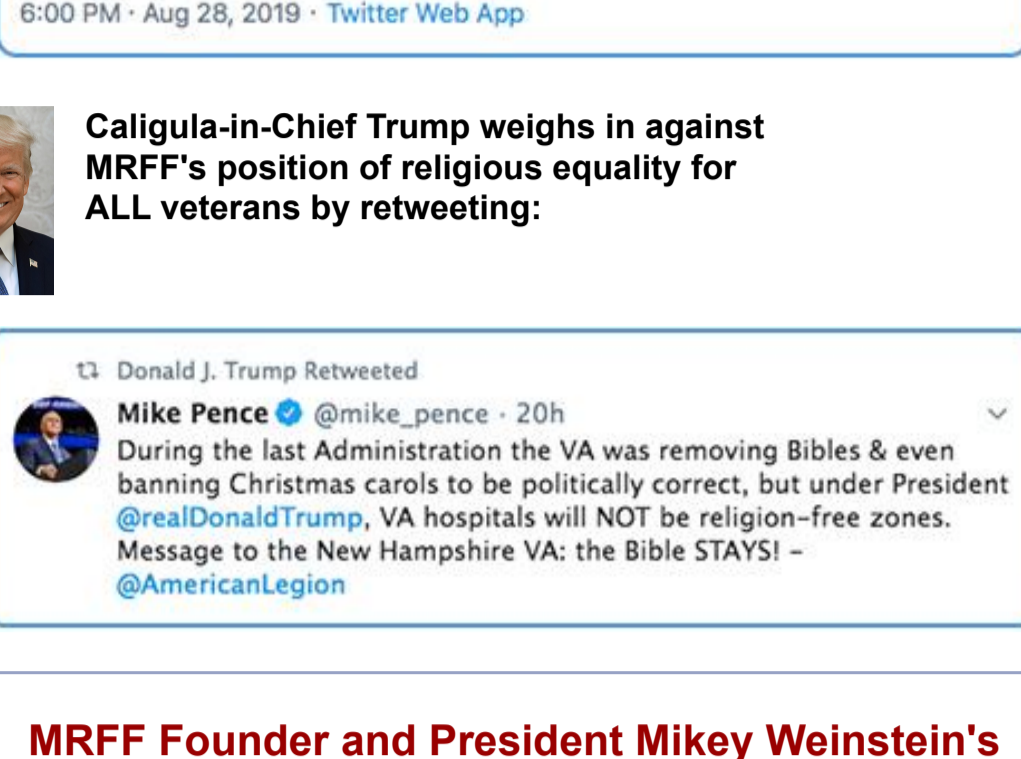 6:00 PM · Aug 28, 2019 · Twitter Web App
Caligula-in-Chief Trump weighs in against
MRFF's position of religious equality for
ALL veterans by retweeting:
Donald J. Trump Retweeted
Mike Pence @mike_pence · 20h
During the last Administration the VA was removing Bibles & even
banning Christmas carols to be politically correct, but under President
@realDonaldTrump, VA hospitals will NOT be religion-free zones.
Message to the New Hampshire VA: the Bible STAYS! –
@AmericanLegion
MRFF Founder and President Mikey Weinstein's